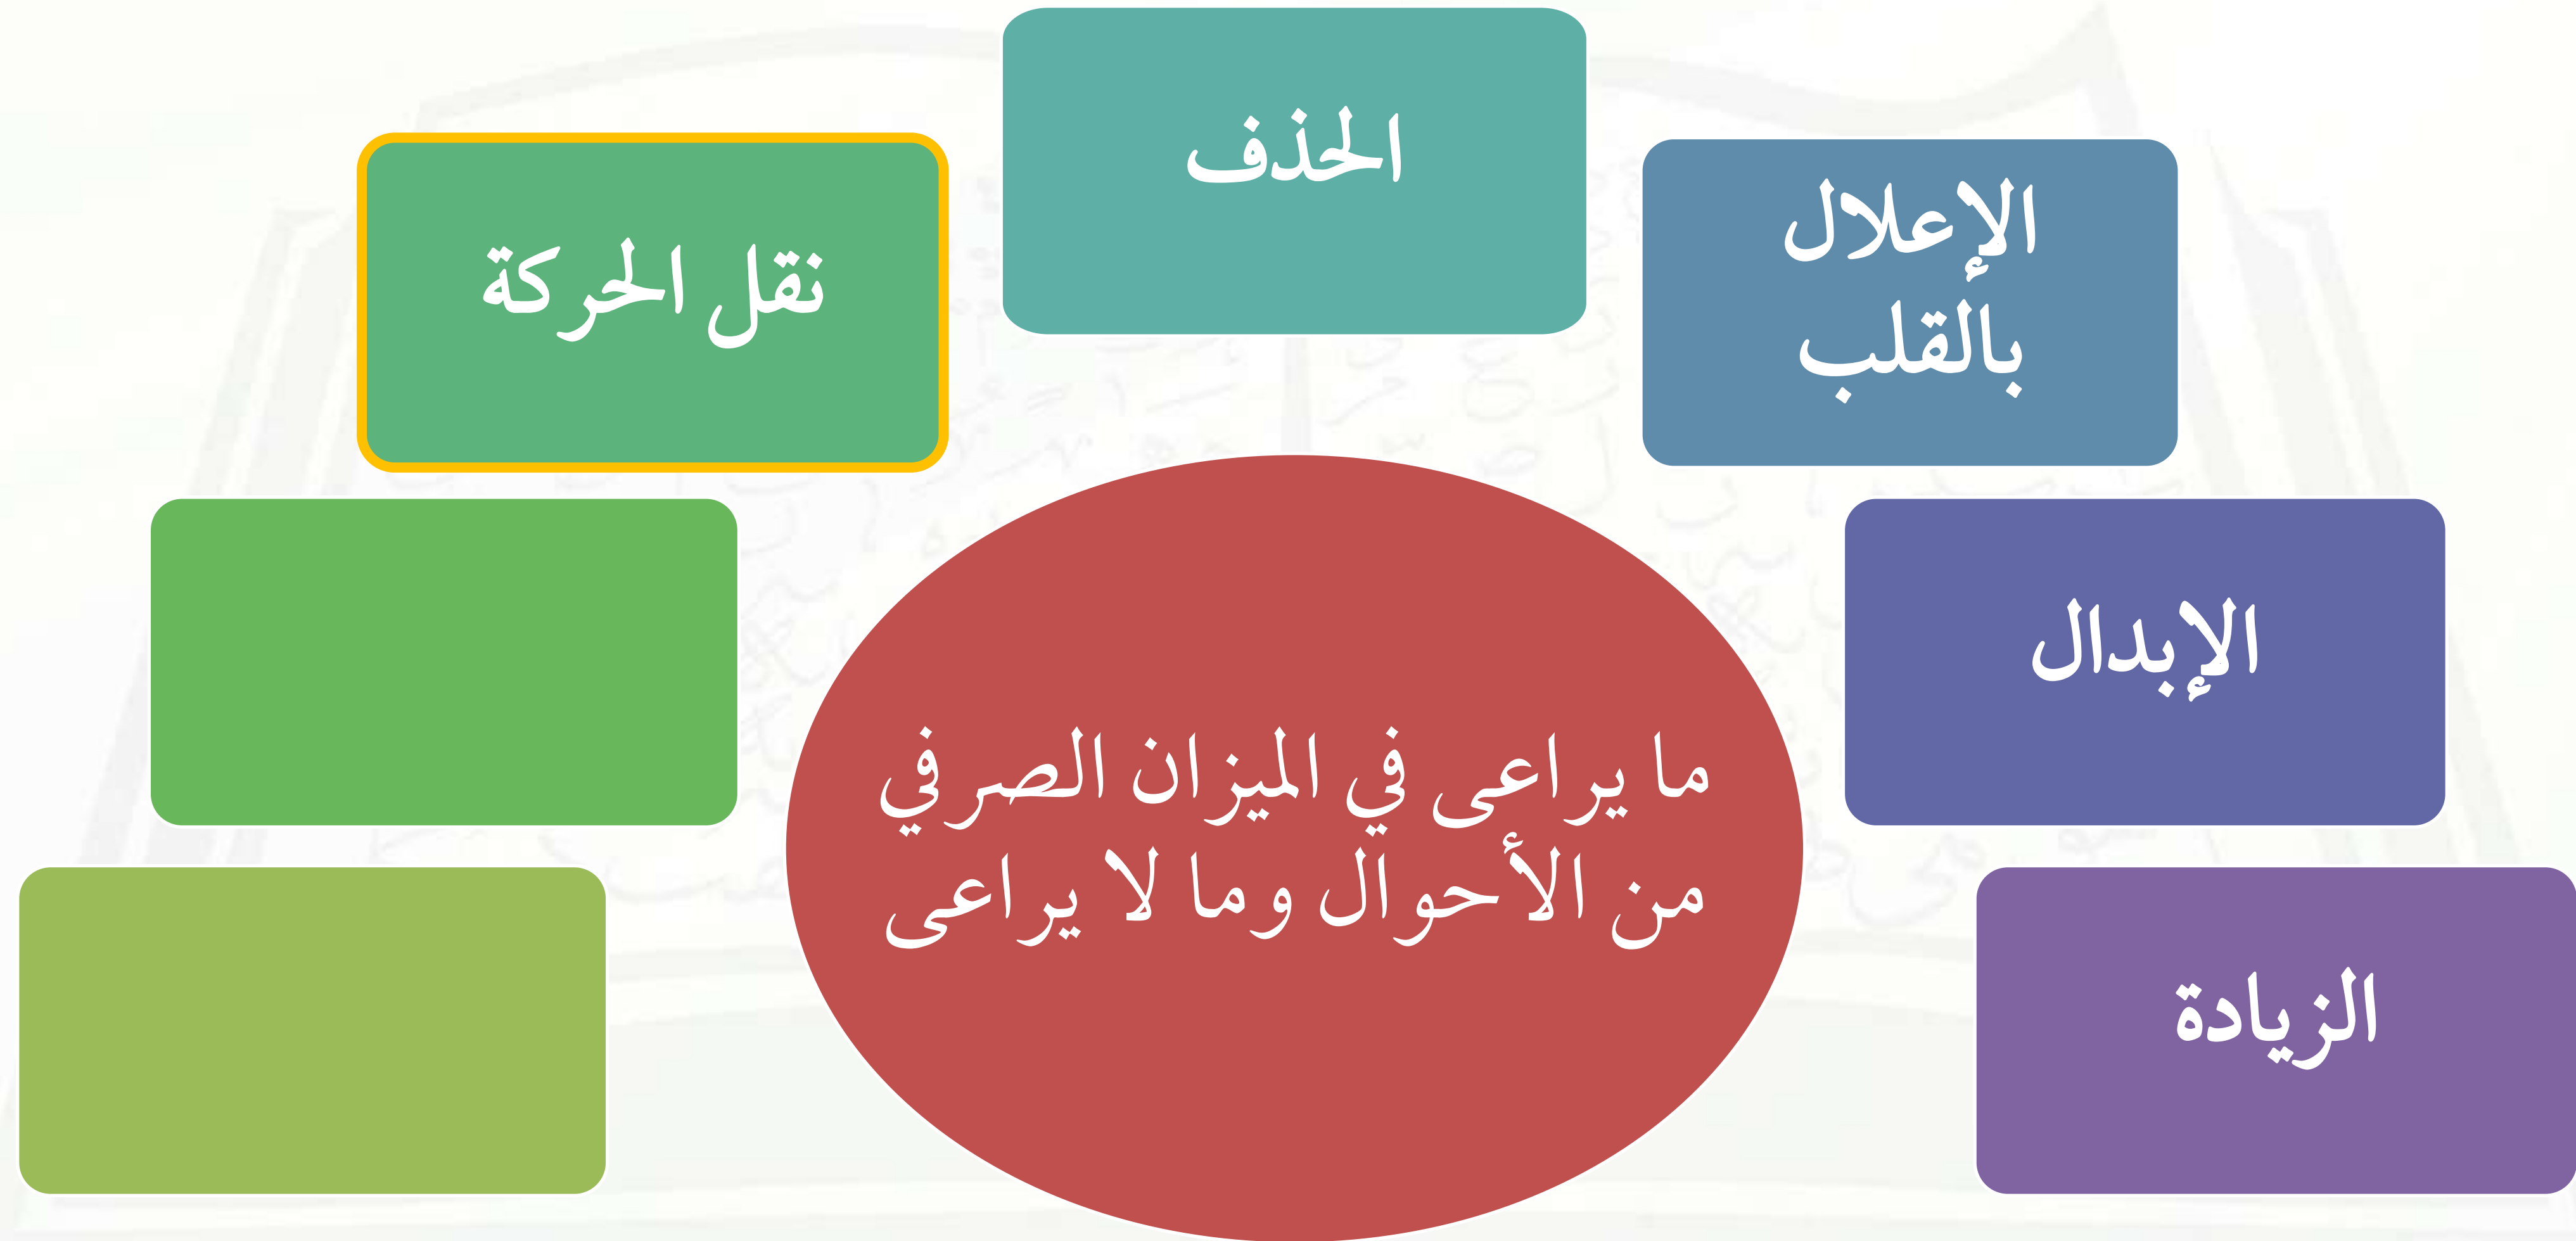 الحذف
نقل الحركة
الإعلال
بالقلب
الإبدال
ما يراعى في الميزان الصرفي
من الأحوال وما لا يراعى
الزيادة